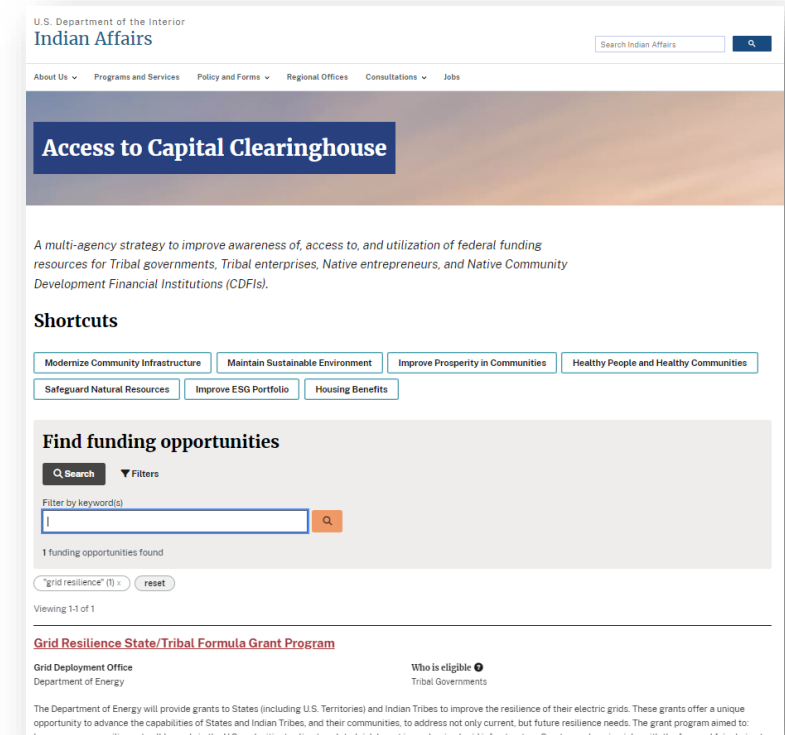 U.S. Department of the Interior
Indian Affairs
Search Indian Affairs
About Us Programs and Services Policy and Forms Regional Offices Consultations Jobs
Access to Capital Clearinghouse
A multi-agency strategy to improve awareness of, access to, and utilization of federal funding
resources for Tribal governments, Tribal enterprises, Native entrepreneurs, and Native Community
Development Financial Institutions (CDFIs).
Shortcuts
Modernize Community Infrastructure Maintain Sustainable Environment Improve Prosperity in Communities Healthy People and Healthy Communities
Safeguard Natural Resources Improve ESG Portfolio Housing Benefits
Find funding opportunities
Search Filters
Filter by keyword(s)
1 funding opportunities found
"grid resilience" (1) x reset
Viewing 1-1 of 1
Grid Resilience State/Tribal Formula Grant Program
Grid Deployment Office Who is eligible ?
Department of Energy Tribal Governments
The Department of Energy will provide grants to States (including U.S. Territories) and Indian Tribes to improve the resilience of their electric grids. These grants offer a unique
opportunity to advance the capabilities of States and Indian Tribes, and their communities, to address not only current, but future resilience needs. The grant program aimed to: